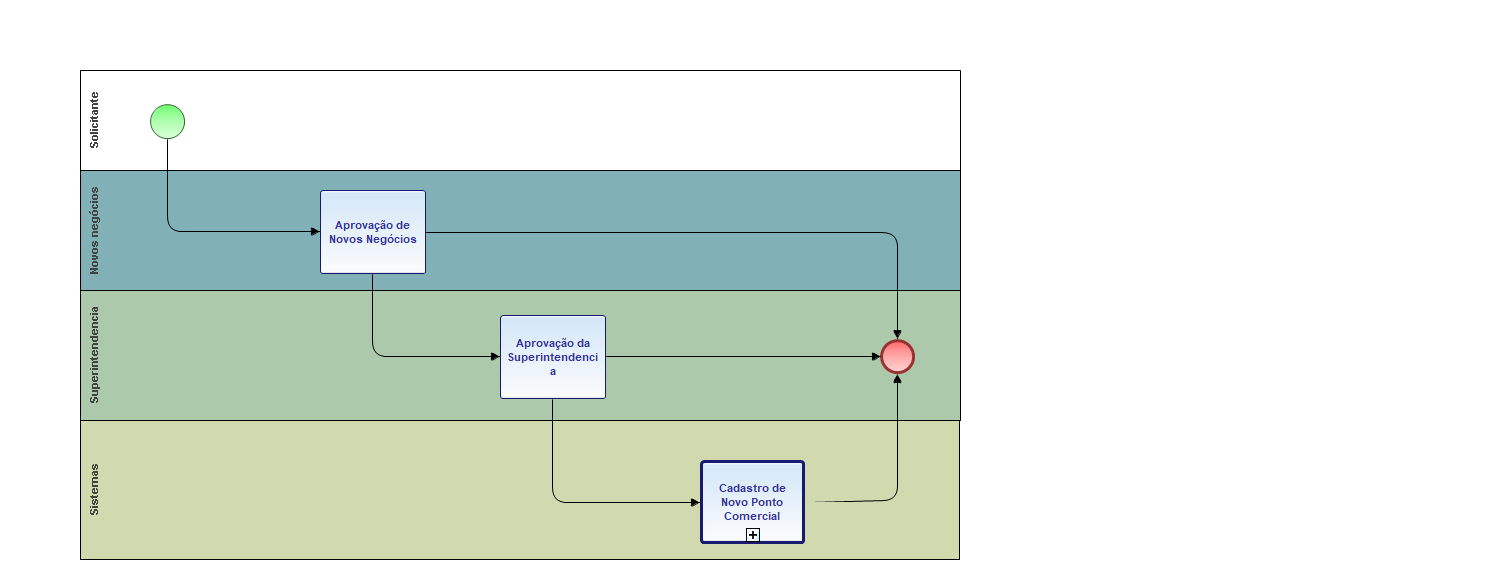 Solicitante
Novos negócios
Aprovação de
Novos Negócios
Superintendencia
Aprovação da
Superintendenci
a
Sistemas
Cadastro de
Novo Ponto
Comercial